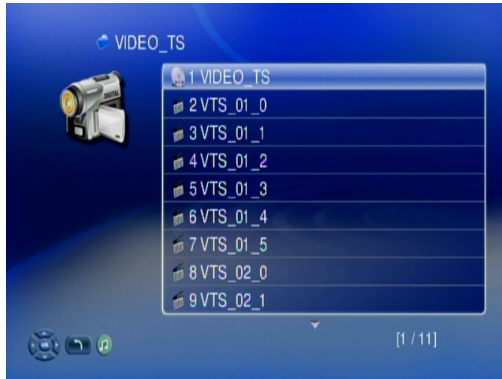 VIDEO_TS
1 VIDEO_TS
2 VTS_01_0
3 VTS_01_1
4 VTS_01_2
5 VTS_01_3
6 VTS_01_4
7 VTS_01_5
8 VTS_02_0
9 VTS_02_1
[1 / 11]